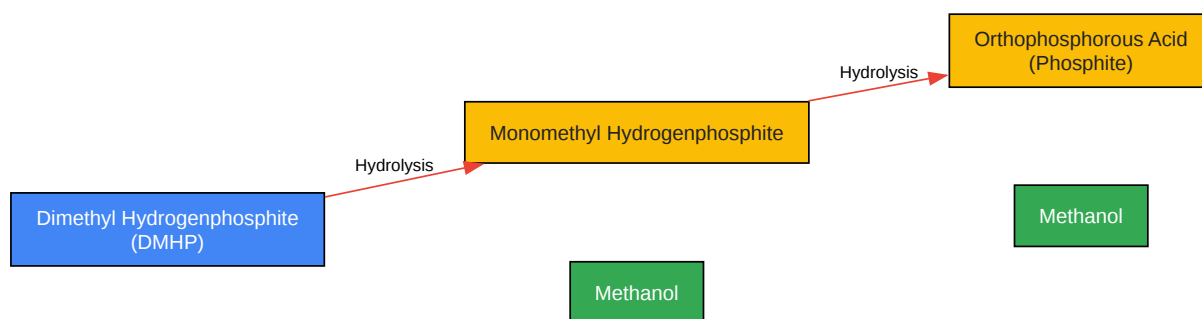 Orthophosphorous Acid
(Phosphite)
Hydrolysis
Monomethyl Hydrogenphosphite
Hydrolysis
Dimethyl Hydrogenphosphite
(DMHP)
Methanol
Methanol